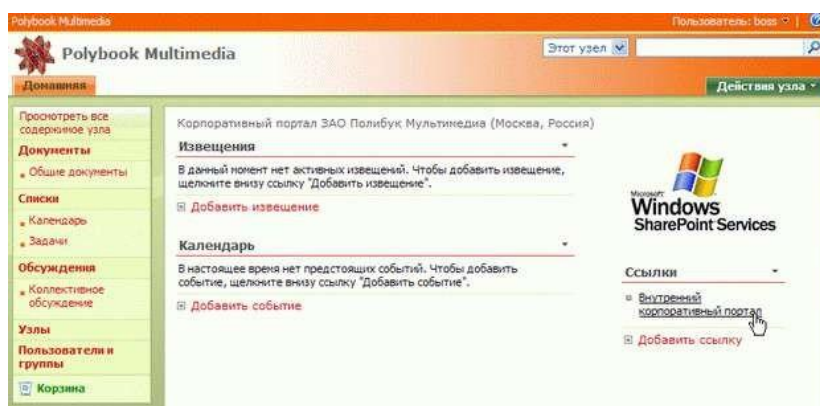 Polybook Multimedia
Пользователь: boss
Polybook Multimedia
Этот узел
Домашняя
Действия узла
Просмотреть все
содержимое узла
Документы
Общие документы
Списки
Календарь
Задачи
Обсуждения
Коллективное
обсуждение
Узлы
Пользователи и
группы
Корзина
Корпоративный портал ЗАО Полибук Мультимедиа (Москва, Россия)
Извещения
В данный момент нет активных извещений. Чтобы добавить извещение,
щелкните внизу ссылку "Добавить извещение".
Добавить извещение
Календарь
В настоящее время нет предстоящих событий. Чтобы добавить
событие, щелкните внизу ссылку "Добавить событие".
Добавить событие
Microsoft
Windows
SharePoint Services
Ссылки
Внутренний
корпоративный портал
Добавить ссылку